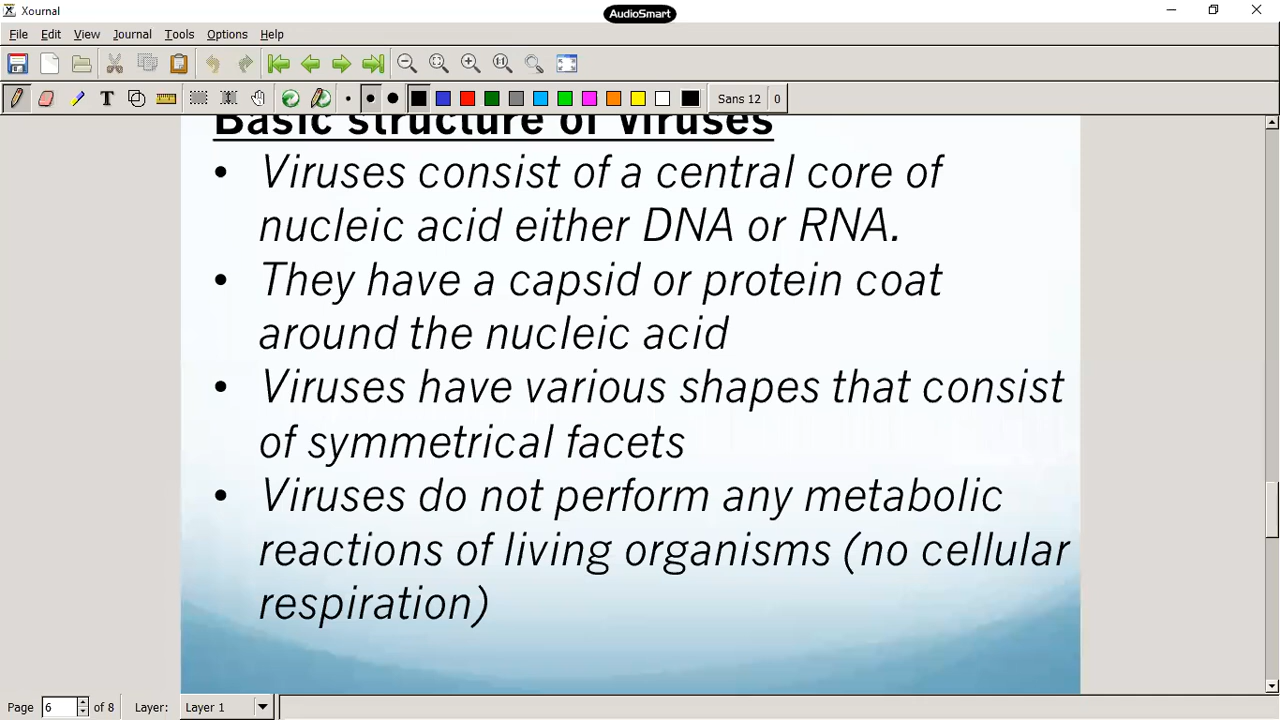 Xournal
AudioSmart
File Edit View Journal Tools Options Help
Sans 12 0
Basic structure of Viruses
• Viruses consist of a central core of
nucleic acid either DNA or RNA.
• They have a capsid or protein coat
around the nucleic acid
• Viruses have various shapes that consist
of symmetrical facets
• Viruses do not perform any metabolic
reactions of living organisms (no cellular
respiration)
Page 6 of 8 Layer: Layer 1